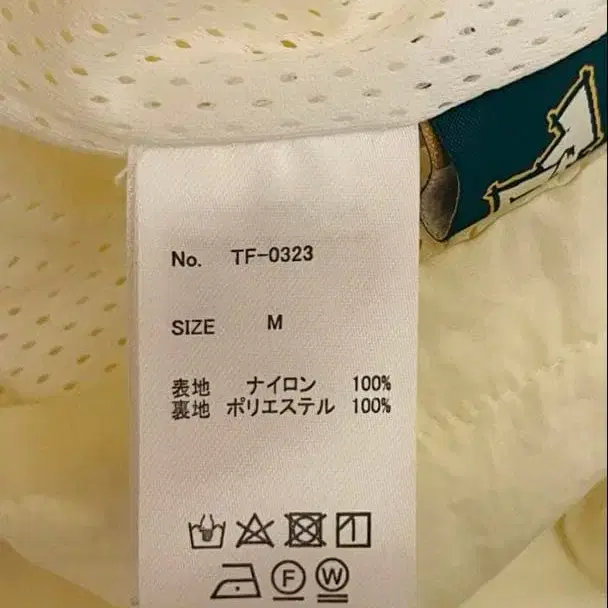 No. TF-0323
SIZE M
表地 ナイロン 100%
裏地 ポリエステル 100%
F W